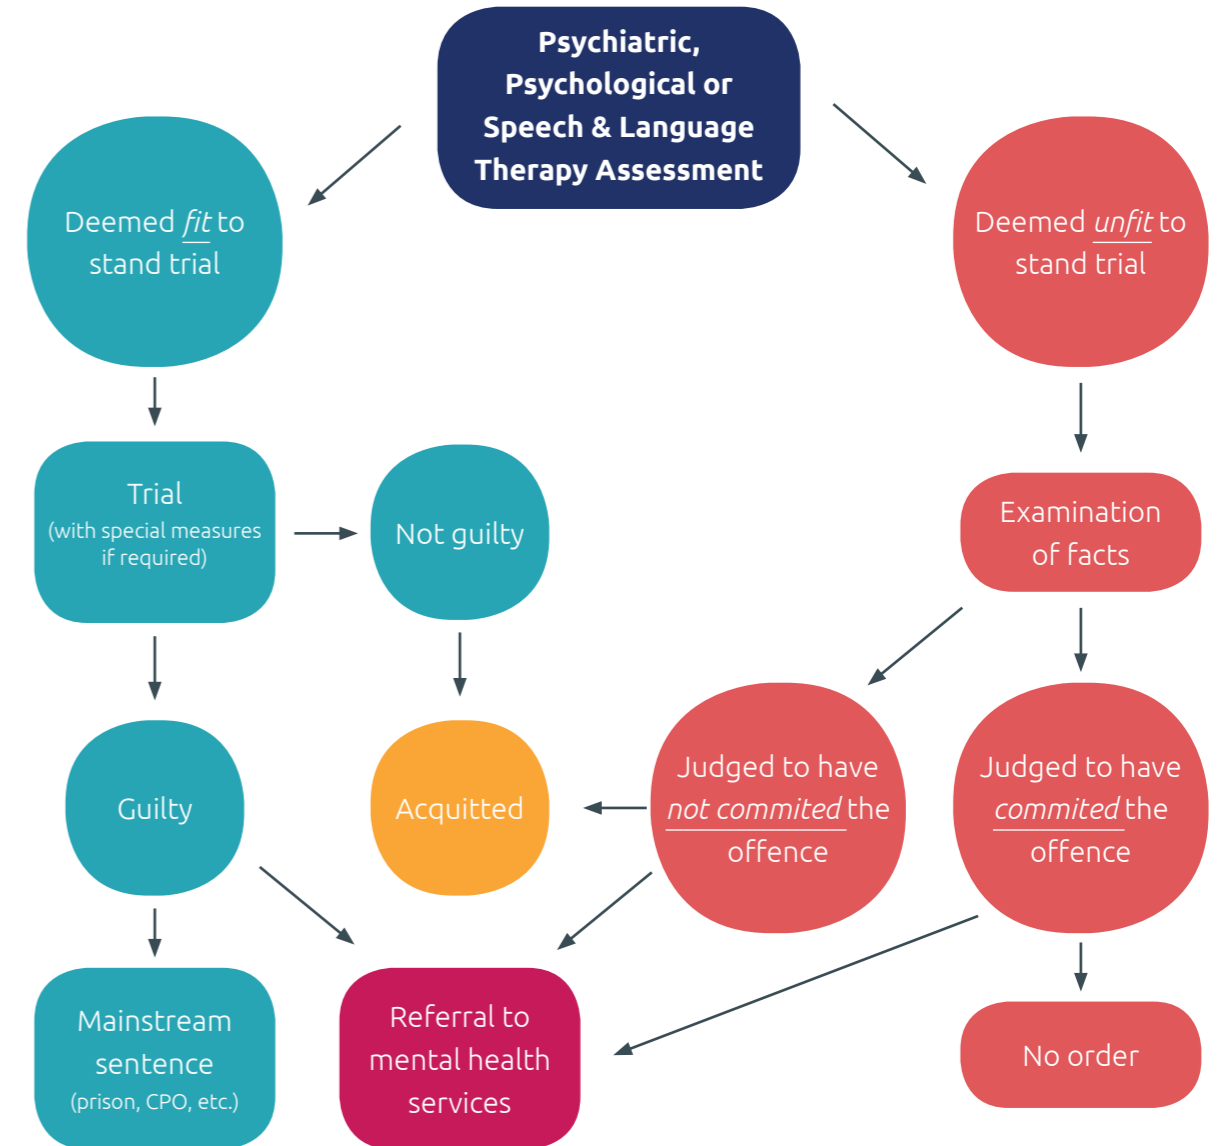 Psychiatric,
Psychological or
Speech & Language
Therapy Assessment
Deemed fit to
stand trial
Deemed unfit to
stand trial
Trial
(with special measures
if required)
Not guilty
Examination
of facts
Guilty
Acquitted
Judged to have
not commited the
offence
Judged to have
commited the
offence
Mainstream
sentence
(prison, CPO, etc.)
Referral to
mental health
services
No order